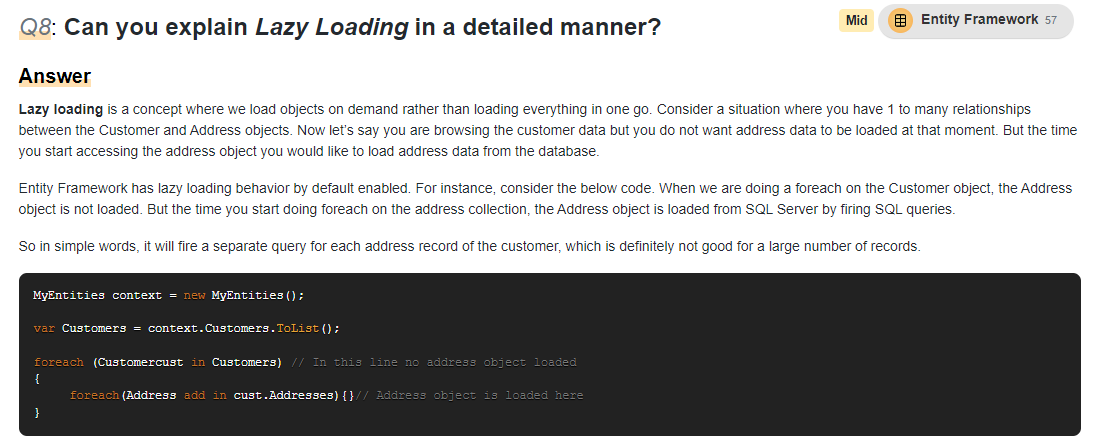 Q8: Can you explain Lazy Loading in a detailed manner?
Mid
Entity Framework 57
Answer
Lazy loading is a concept where we load objects on demand rather than loading everything in one go. Consider a situation where you have 1 to many relationships
between the Customer and Address objects. Now let's say you are browsing the customer data but you do not want address data to be loaded at that moment. But the time
you start accessing the address object you would like to load address data from the database.
Entity Framework has lazy loading behavior by default enabled. For instance, consider the below code. When we are doing a foreach on the Customer object, the Address
object is not loaded. But the time you start doing foreach on the address collection, the Address object is loaded from SQL Server by firing SQL queries.
So in simple words, it will fire a separate query for each address record of the customer, which is definitely not good for a large number of records.
MyEntities context = new MyEntities();
var Customers = context.Customers.ToList();
foreach (Customercust in Customers) // In this line no address object loaded
{
foreach(Address add in cust.Addresses){}// Address object is loaded here
}